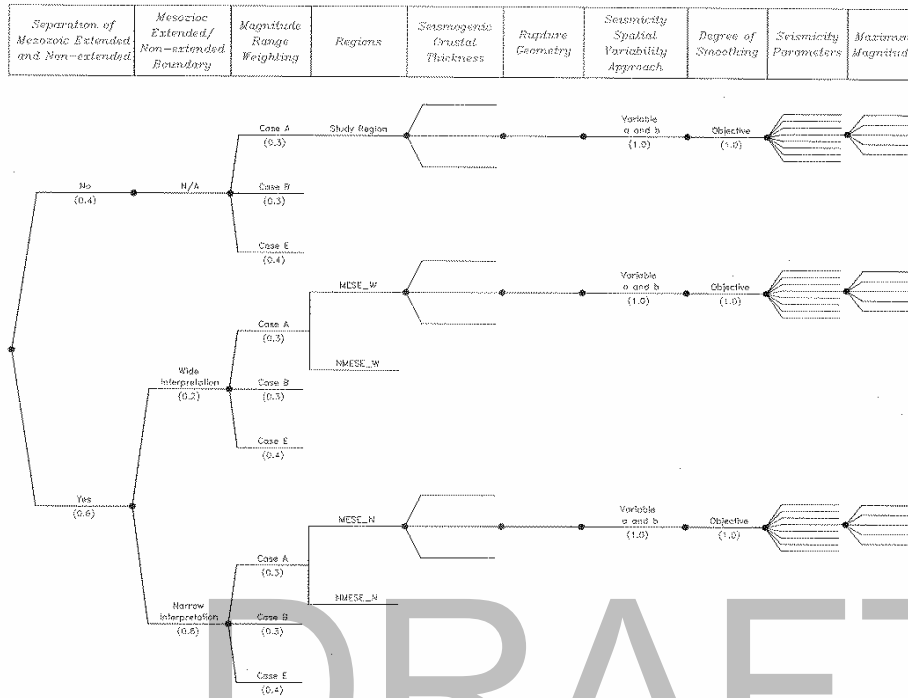 Separation of
Mezozoic Extended
and Non-extended
Mesozioc
Extended/
Non-extended
Boundary
Magnitude
Range
Weighting
Regions
Seismogenic
Crustal
Thickness
Rupture
Geometry
Seismicity
Spatial
Variability
Approach
Degree of
Smoothing
Seismicity
Parameters
Maximum
Magnitud
Case A
(0.3)
Study Region
Variable
a and b
(1.0)
Objective
(1.0)
No
(0.4)
N/A
Case B
(0.3)
Case E
(0.4)
MESE_W
Variable
a and b
(1.0)
Objective
(1.0)
Case A
(0.3)
NMESE_W
Wide
Interpretation
(0.2)
Case B
(0.3)
Case E
(0.4)
Yes
(0.6)
MESE_N
Variable
a and b
(1.0)
Objective
(1.0)
Case A
(0.3)
NMESE_N
Narrow
Interpretation
(0.8)
Case B
(0.3)
Case E
(0.4)
DRAFT